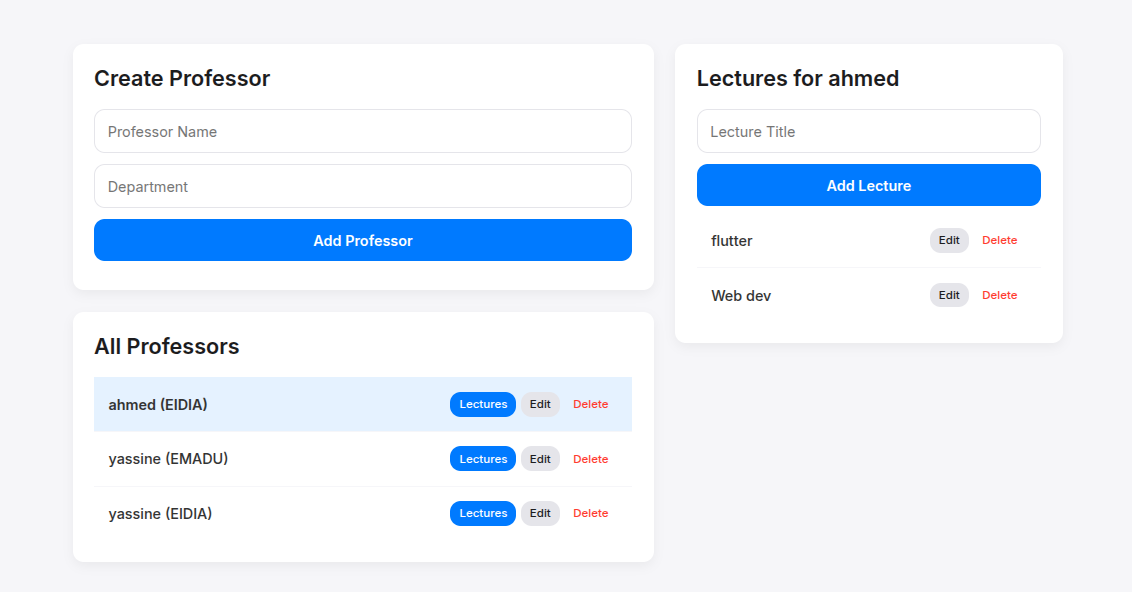 Create Professor
Professor Name
Department
Add Professor
All Professors
ahmed (EIDIA) Lectures Edit Delete
yassine (EMADU) Lectures Edit Delete
yassine (EIDIA) Lectures Edit Delete
Lectures for ahmed
Lecture Title
Add Lecture
flutter Edit Delete
Web dev Edit Delete